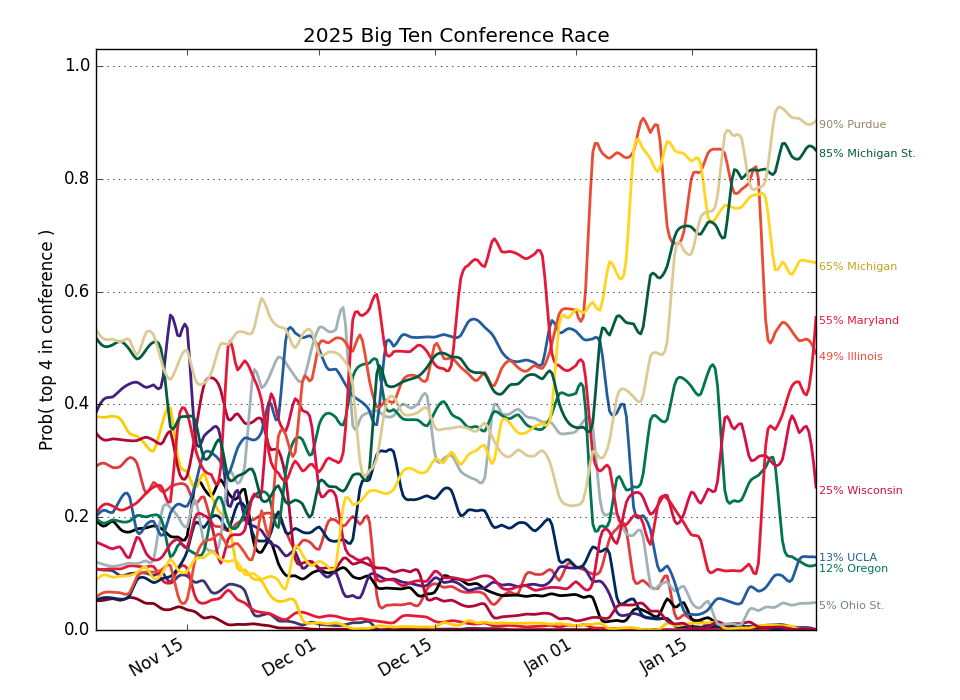 2025 Big Ten Conference Race
Prob( top 4 in conference )
1.0
0.8
0.6
0.4
0.2
0.0
Nov 15
Dec 01
Dec 15
Jan 01
Jan 15
90% Purdue
85% Michigan St.
65% Michigan
55% Maryland
49% Illinois
25% Wisconsin
13% UCLA
12% Oregon
5% Ohio St.